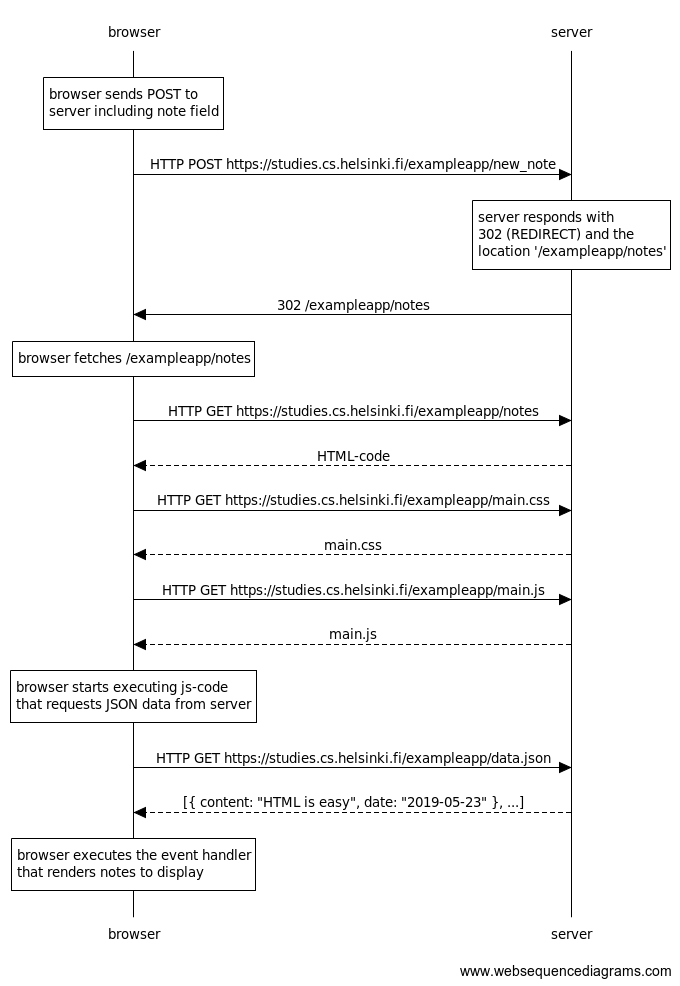 browser server
browser sends POST to
server including note field
HTTP POST https://studies.cs.helsinki.fi/exampleapp/new_note
server responds with
302 (REDIRECT) and the
location '/exampleapp/notes'
302 /exampleapp/notes
browser fetches /exampleapp/notes
HTTP GET https://studies.cs.helsinki.fi/exampleapp/notes
HTML-code
HTTP GET https://studies.cs.helsinki.fi/exampleapp/main.css
main.css
HTTP GET https://studies.cs.helsinki.fi/exampleapp/main.js
main.js
browser starts executing js-code
that requests JSON data from server
HTTP GET https://studies.cs.helsinki.fi/exampleapp/data.json
[{ content: "HTML is easy", date: "2019-05-23" }, ...]
browser executes the event handler
that renders notes to display
browser server
www.websequencediagrams.com